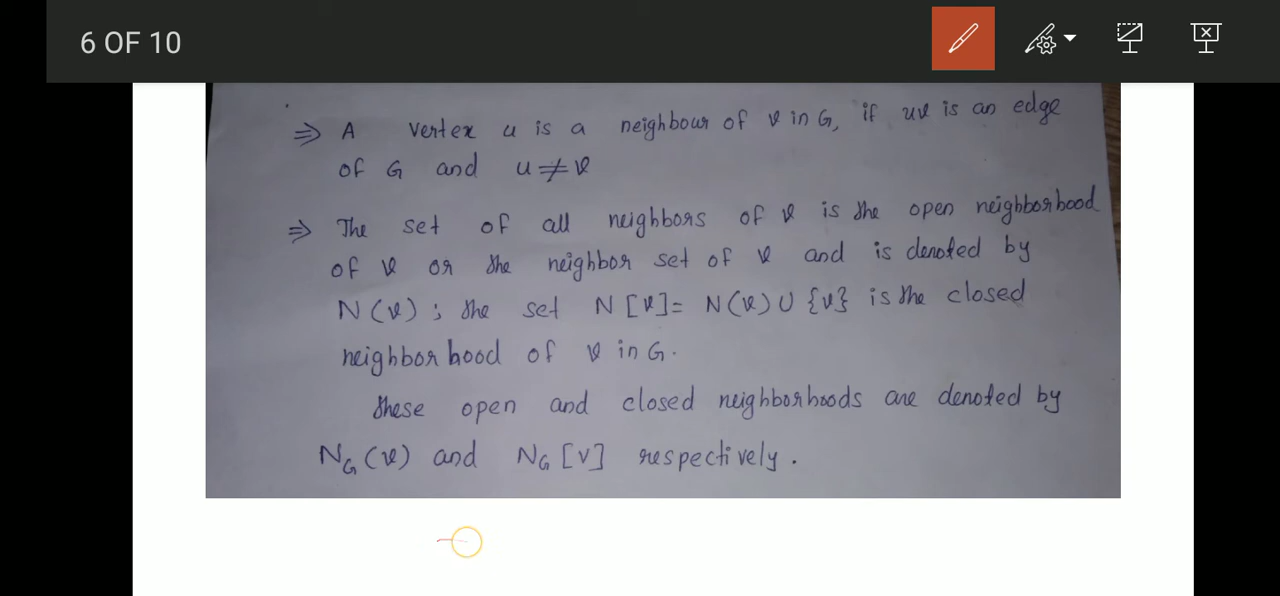 6 OF 10
⇒ A vertex u is a neighbour of v in G, if uv is an edge
of G and u ≠ v
⇒ The set of all neighbors of v is the open neighborhood
of v or the neighbor set of v and is denoted by
N(v); the set N[v]= N(v) ∪ {v} is the closed
neighborhood of v in G.
These open and closed neighborhoods are denoted by
N_G(v) and N_G[v] respectively.